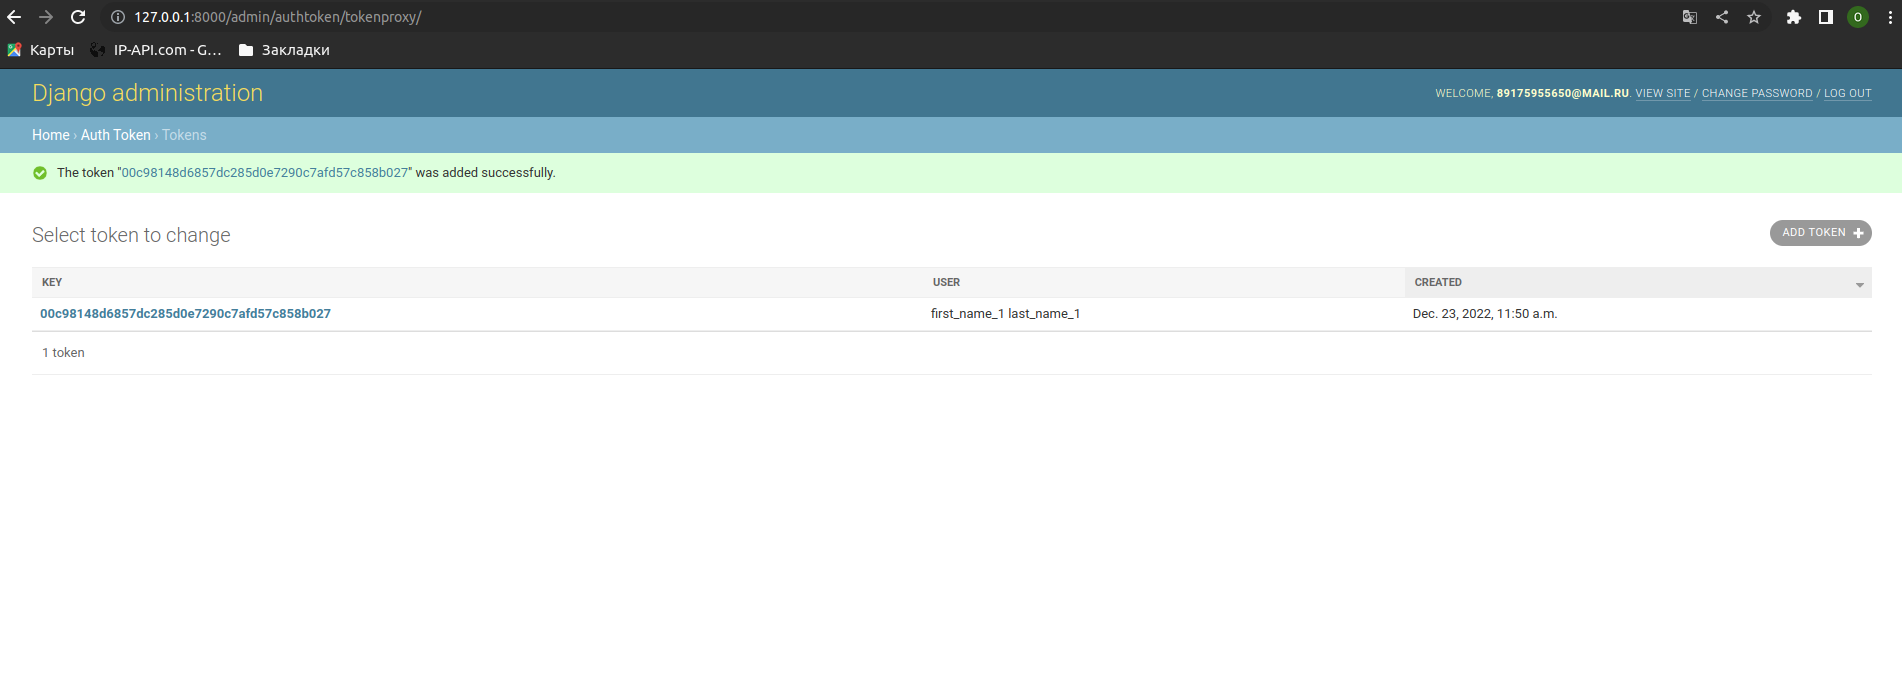 127.0.0.1:8000/admin/authtoken/tokenproxy/
O
Карты IP-API.com - G... Закладки
Django administration
WELCOME, 89175955650@MAIL.RU. VIEW SITE / CHANGE PASSWORD / LOG OUT
Home › Auth Token › Tokens
The token "00c98148d6857dc285d0e7290c7afd57c858b027" was added successfully.
Select token to change
ADD TOKEN +
KEY USER CREATED
00c98148d6857dc285d0e7290c7afd57c858b027 first_name_1 last_name_1 Dec. 23, 2022, 11:50 a.m.
1 token